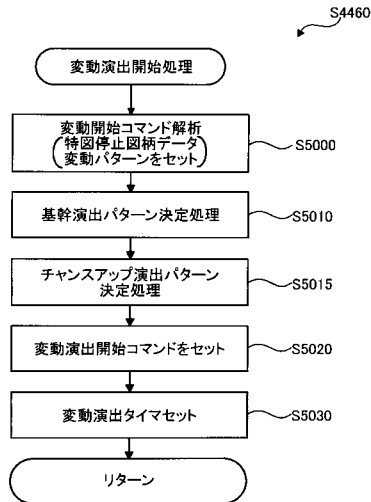 S4460
変動演出開始処理
変動開始コマンド解析
(特図停止図柄データ
変動パターンをセット)
S5000
基幹演出パターン決定処理
S5010
チャンスアップ演出パターン
決定処理
S5015
変動演出開始コマンドをセット
S5020
変動演出タイマセット
S5030
リターン